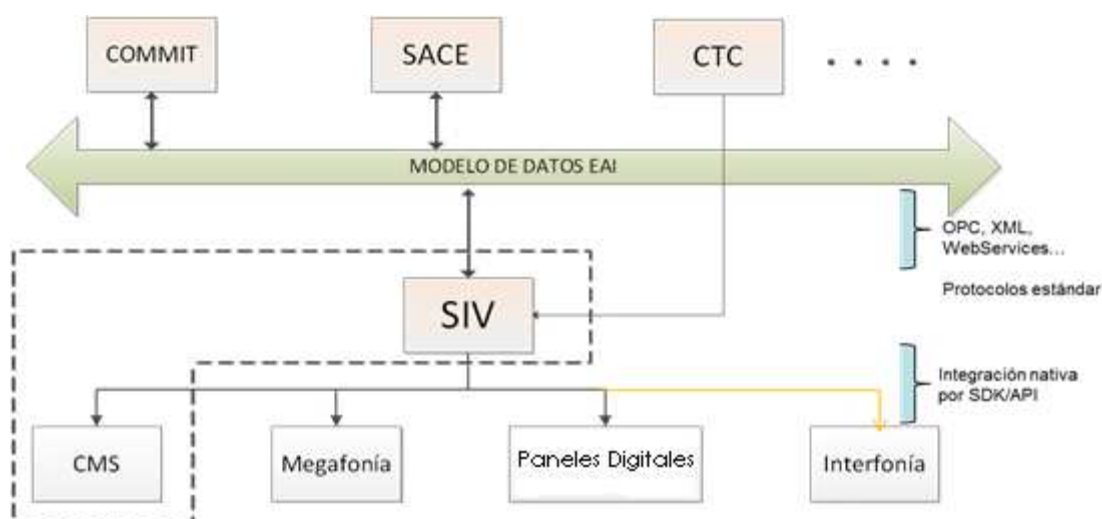 COMMIT
SACE
CTC
. . . .
MODELO DE DATOS EAI
OPC, XML,
WebServices...
Protocolos estándar
SIV
Integración nativa
por SDK/API
CMS
Megafonía
Paneles Digitales
Interfonía